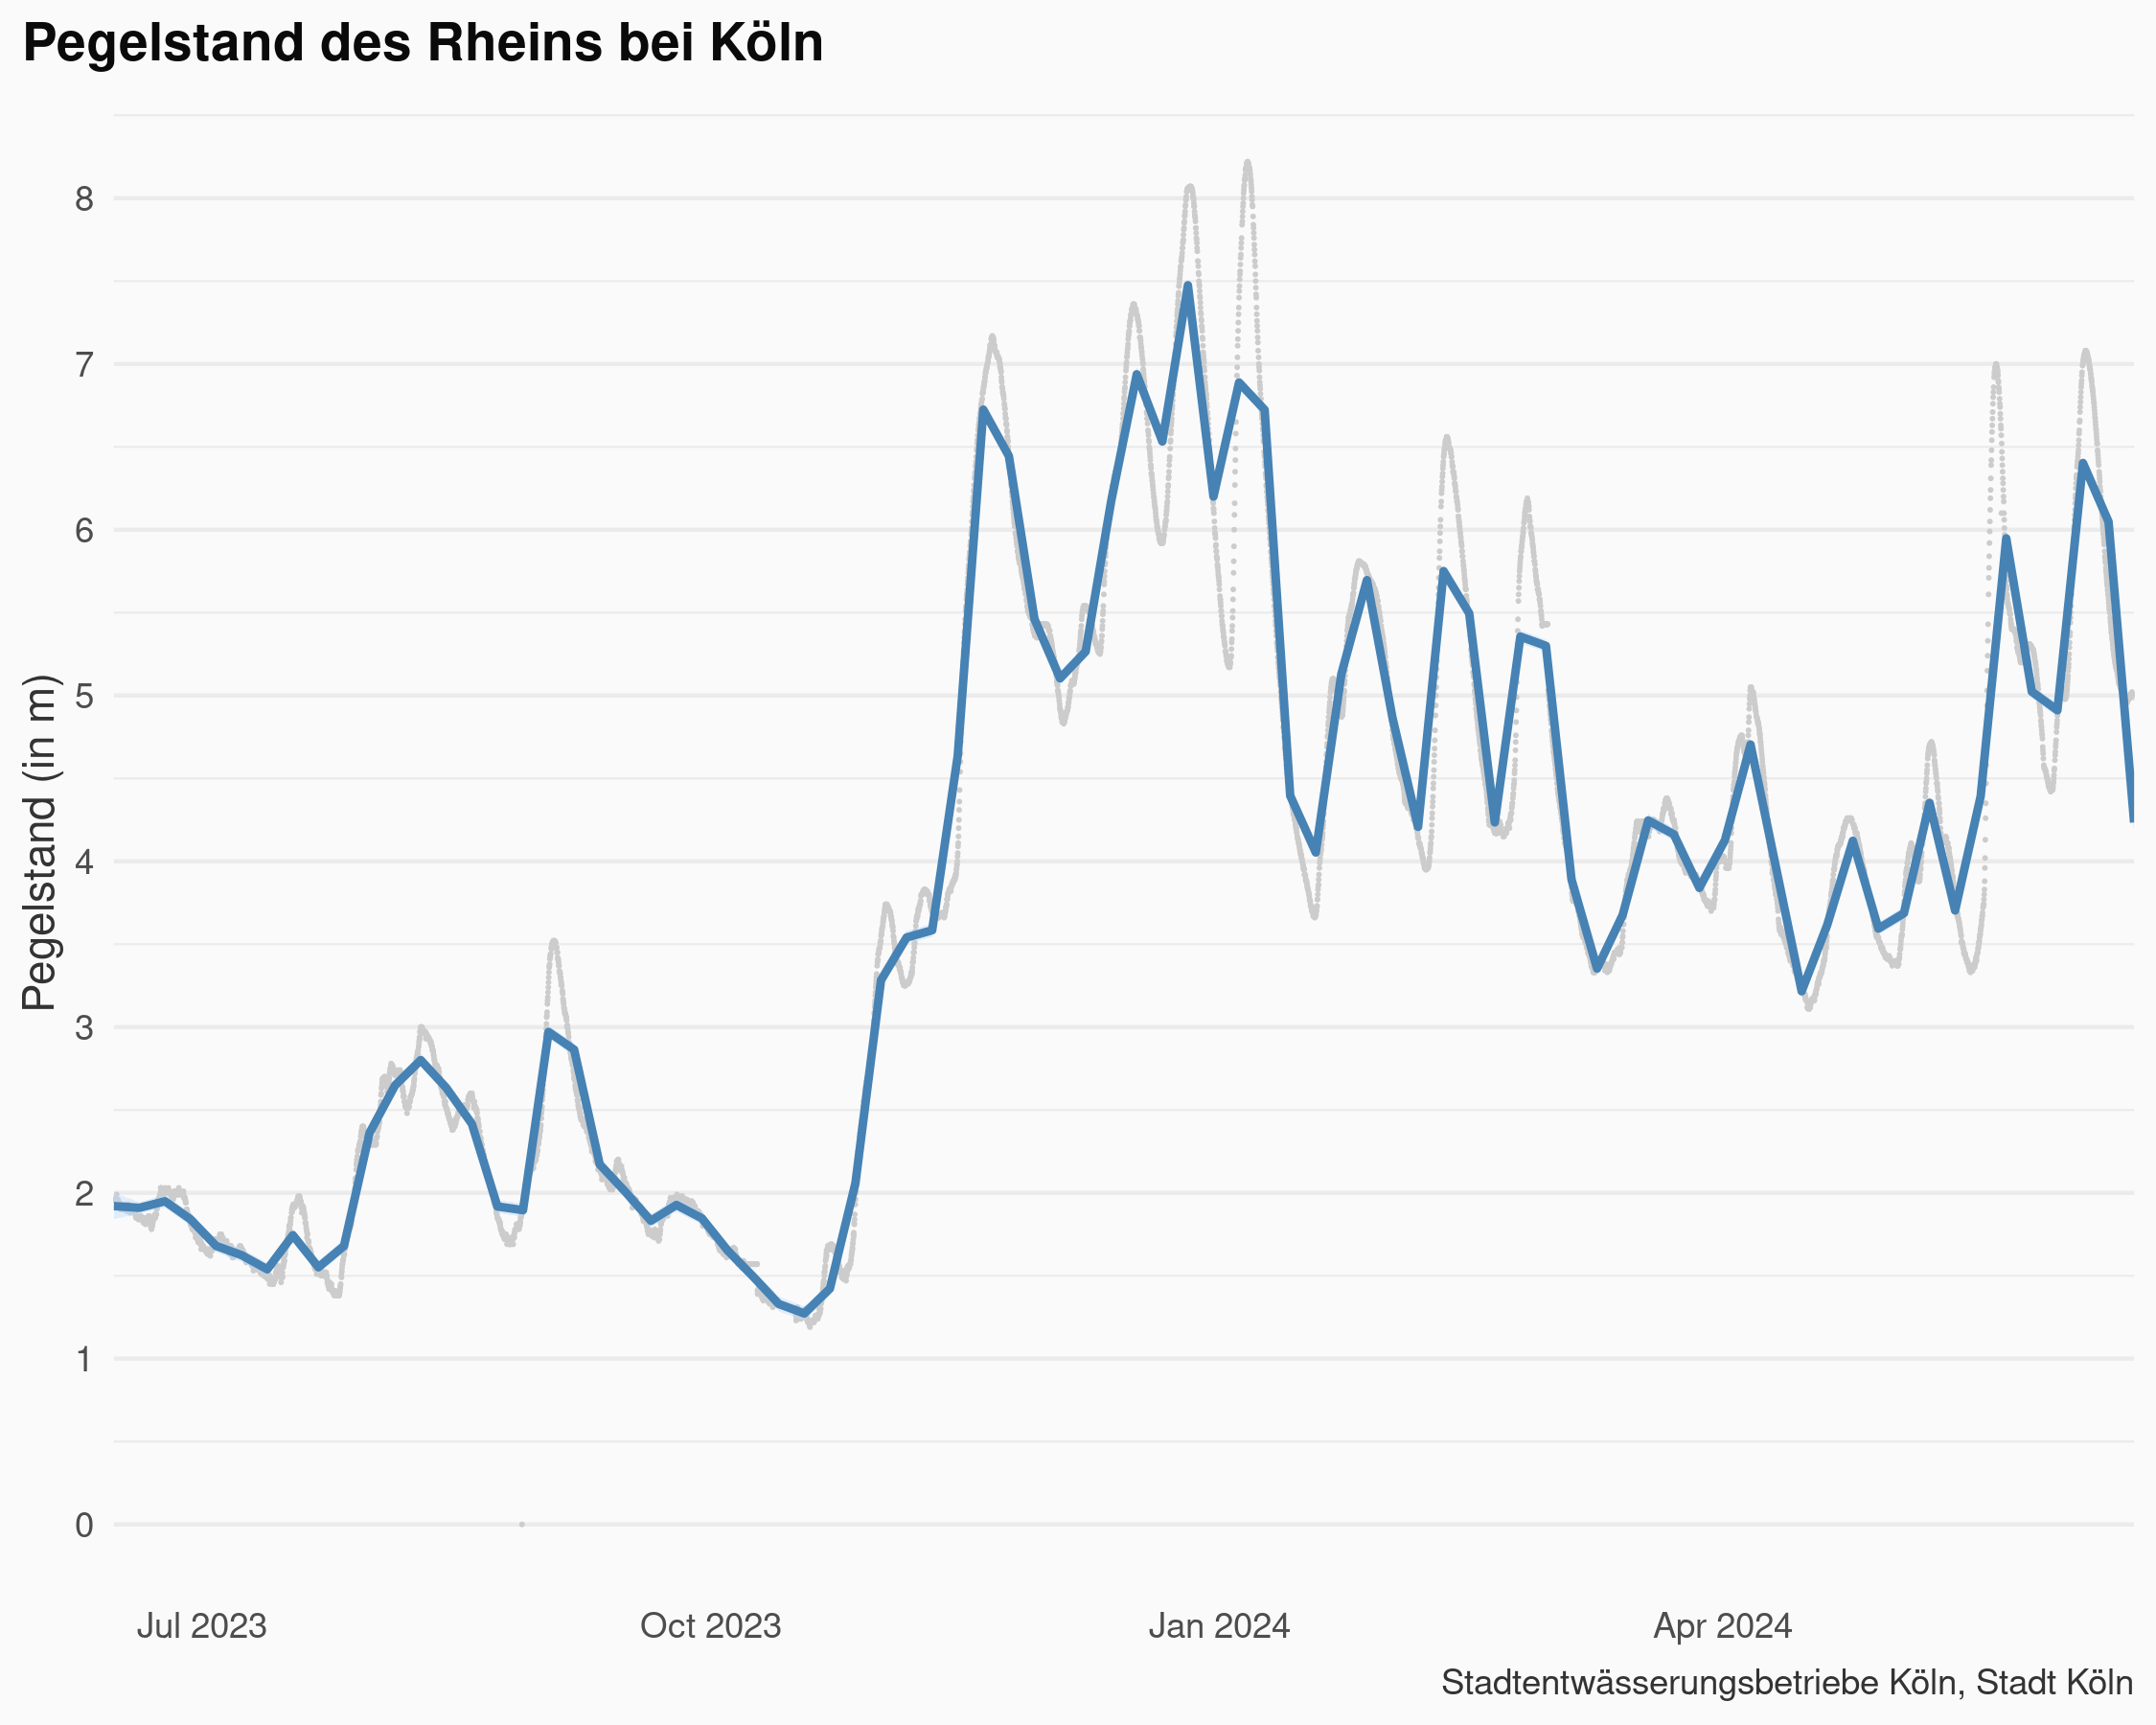 Pegelstand des Rheins bei Köln
Pegelstand (in m)
8
7
6
5
4
3
2
1
0
Jul 2023 Oct 2023 Jan 2024 Apr 2024
Stadtentwässerungsbetriebe Köln, Stadt Köln